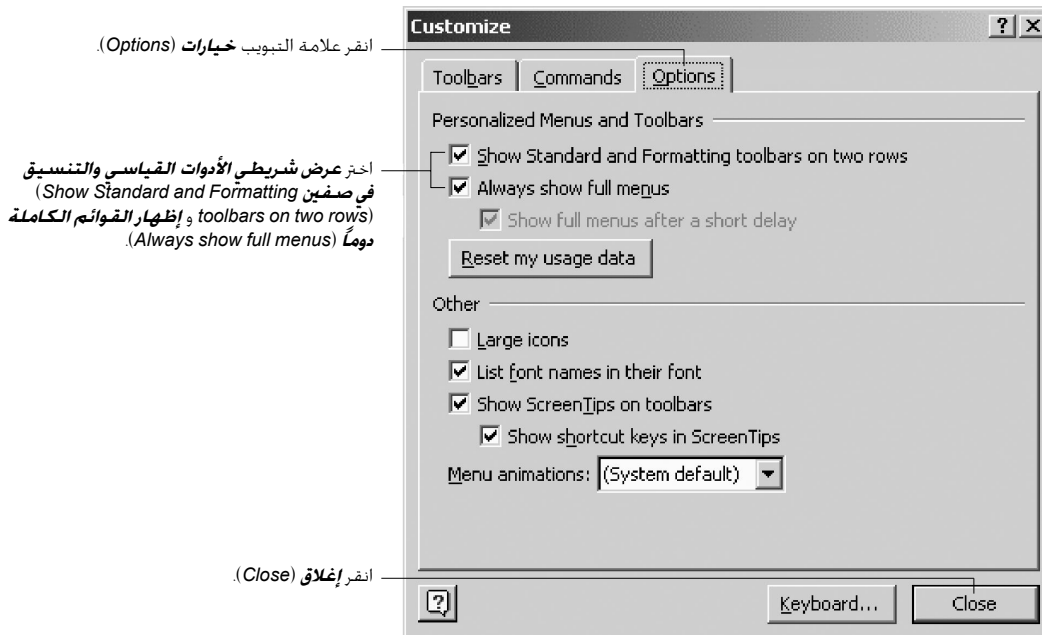 Customize
? X
Toolbars Commands Options
Personalized Menus and Toolbars
Show Standard and Formatting toolbars on two rows
Always show full menus
Show full menus after a short delay
Reset my usage data
Other
Large icons
List font names in their font
Show ScreenTips on toolbars
Show shortcut keys in ScreenTips
Menu animations: (System default)
? Keyboard... Close
انقر علامة التبويب خيارات (Options).
اختر عرض شريطي الأدوات القياسي والتنسيق
في صفين (Show Standard and Formatting
toolbars on two rows) و إظهار القوائم الكاملة
دوماً (Always show full menus).
انقر إغلاق (Close).